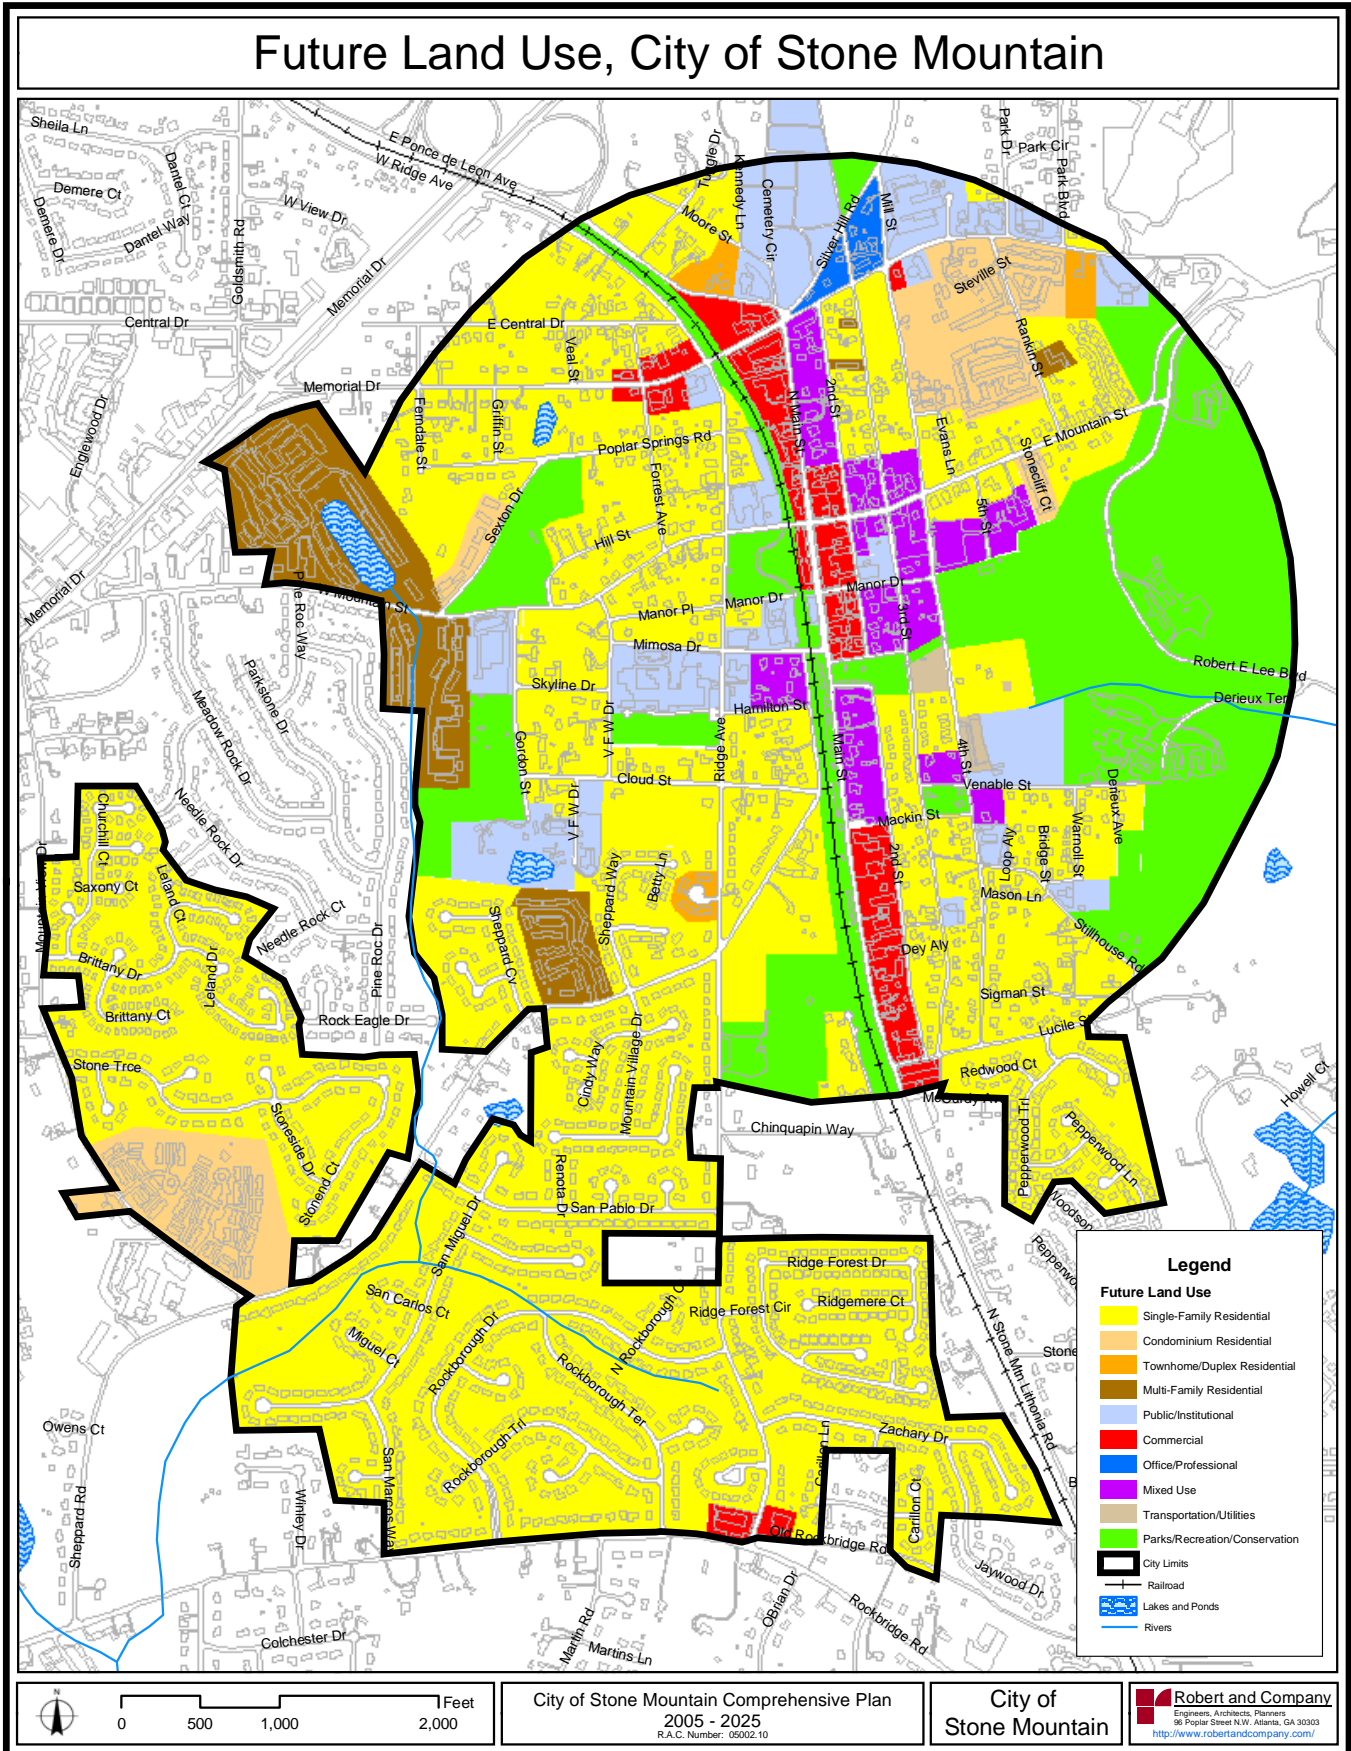 Future Land Use, City of Stone Mountain
Sheila Ln
Demere Ct
Demere Dr
Dantel Ct
Dantel Way
Goldsmith Rd
W View Dr
Memorial Dr
Central Dr
Englewood Dr
E Ponce de Leon Ave
W Ridge Ave
Tuggle Dr
Kennedy Ln
Cemetery Cir
Moore St
Silver Hill Rd
Mill St
Park Dr
Park Cir
Park Blvd
Steville St
Rankin St
E Central Dr
Veal St
Memorial Dr
Ferndale St
Griffin St
Poplar Springs Rd
Forrest Ave
Sexton Dr
Hill St
N Main St
2nd St
Evans Ln
Stonecliff Ct
E Mountain St
5th St
Memorial Dr
W Mountain St
Pine Roc Way
Manor Pl
Manor Dr
Manor Dr
3rd St
Mimosa Dr
Skyline Dr
Hamilton St
V F W Dr
Ridge Ave
Gordon St
Cloud St
V F W Dr
Main St
4th St
Venable St
Mackin St
2nd St
Loop Aly
Bridge St
Warnoll St
Derieux Ave
Mason Ln
Dey Aly
Stillhouse Rd
Sigman St
Lucile St
Redwood Ct
Robert E Lee Blvd
Derieux Ter
Parkstone Dr
Meadow Rock Dr
Needle Rock Dr
Needle Rock Ct
Pine Roc Dr
Rock Eagle Dr
Churchill Ct
Saxony Ct
Leland Ct
Leland Dr
Brittany Dr
Brittany Ct
Stone Trce
Stoneside Dr
Stonend Ct
Sheppard Way
Betty Ln
Sheppard Cv
Cindy Way
Mountain Village Dr
Renota Dr
San Pablo Dr
San Miguel Dr
San Carlos Ct
Miguel Ct
Rockborough Dr
Rockborough Ter
Rockborough Trl
Ridge Forest Dr
Ridgemere Ct
Ridge Forest Cir
Chinquapin Way
Pepperwood Trl
Pepperwood Ln
Howell Ct
N Stone Mtn Lithonia Rd
Zachary Dr
Carillon Ln
Carillon Ct
Old Rockbridge Rd
Jaywood Dr
Rockbridge Rd
OBrian Dr
Martin Rd
Martins Ln
Colchester Dr
Winley Dr
Owens Ct
Sheppard Rd
Legend
Future Land Use
Single-Family Residential
Condominium Residential
Townhome/Duplex Residential
Multi-Family Residential
Public/Institutional
Commercial
Office/Professional
Mixed Use
Transportation/Utilities
Parks/Recreation/Conservation
City Limits
Railroad
Lakes and Ponds
Rivers
N
Feet
0 500 1,000 2,000
City of Stone Mountain Comprehensive Plan
2005 - 2025
R.A.C. Number: 05002.10
City of
Stone Mountain
Robert and Company
Engineers, Architects, Planners
96 Poplar Street N.W. Atlanta, GA 30303
http://www.robertandcompany.com/